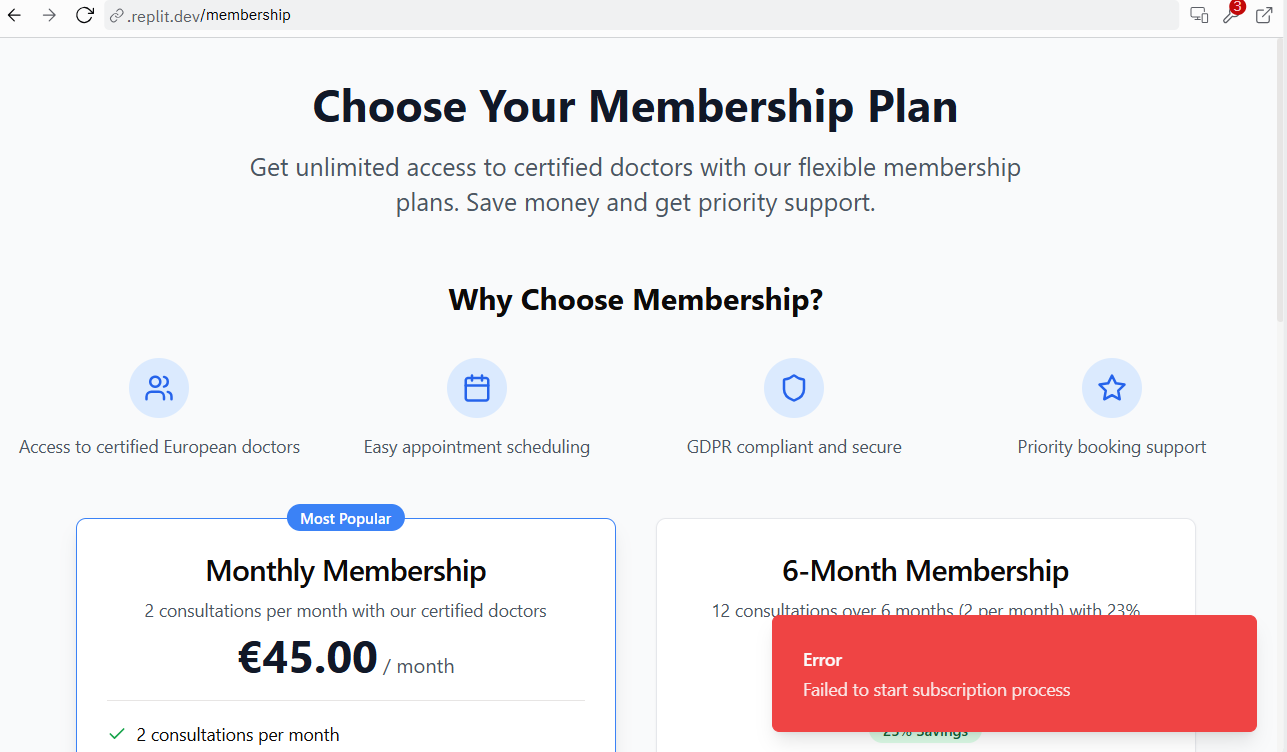 .replit.dev/membership
3
Choose Your Membership Plan
Get unlimited access to certified doctors with our flexible membership
plans. Save money and get priority support.
Why Choose Membership?
Access to certified European doctors
Easy appointment scheduling
GDPR compliant and secure
Priority booking support
Most Popular
Monthly Membership
2 consultations per month with our certified doctors
€45.00 / month
2 consultations per month
6-Month Membership
12 consultations over 6 months (2 per month) with 23%
Error
Failed to start subscription process
Savings